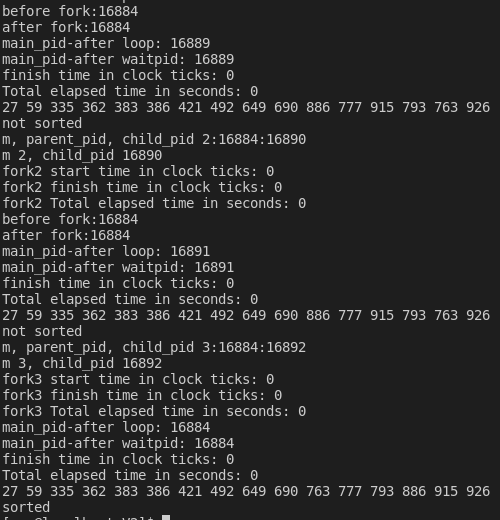 before fork:16884
after fork:16884
main_pid-after loop: 16889
main_pid-after waitpid: 16889
finish time in clock ticks: 0
Total elapsed time in seconds: 0
27 59 335 362 383 386 421 492 649 690 886 777 915 793 763 926
not sorted
m, parent_pid, child_pid 2:16884:16890
m 2, child_pid 16890
fork2 start time in clock ticks: 0
fork2 finish time in clock ticks: 0
fork2 Total elapsed time in seconds: 0
before fork:16884
after fork:16884
main_pid-after loop: 16891
main_pid-after waitpid: 16891
finish time in clock ticks: 0
Total elapsed time in seconds: 0
27 59 335 362 383 386 421 492 649 690 886 777 915 793 763 926
not sorted
m, parent_pid, child_pid 3:16884:16892
m 3, child_pid 16892
fork3 start time in clock ticks: 0
fork3 finish time in clock ticks: 0
fork3 Total elapsed time in seconds: 0
main_pid-after loop: 16884
main_pid-after waitpid: 16884
finish time in clock ticks: 0
Total elapsed time in seconds: 0
27 59 335 362 383 386 421 492 649 690 763 777 793 886 915 926
sorted